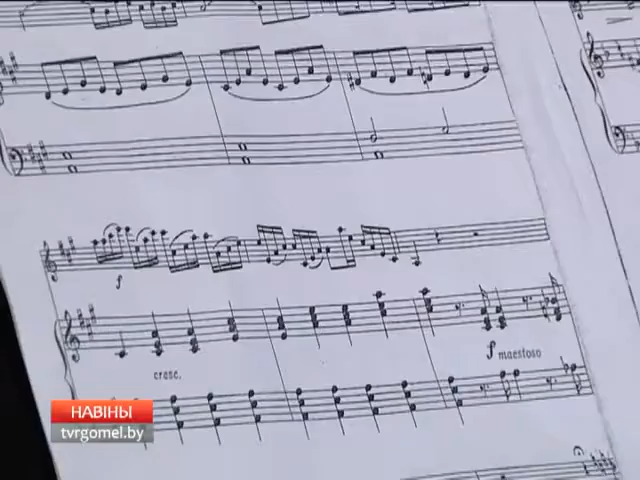 f
cresc.
f maestoso
НАВІНЫ
tvrgomel.by